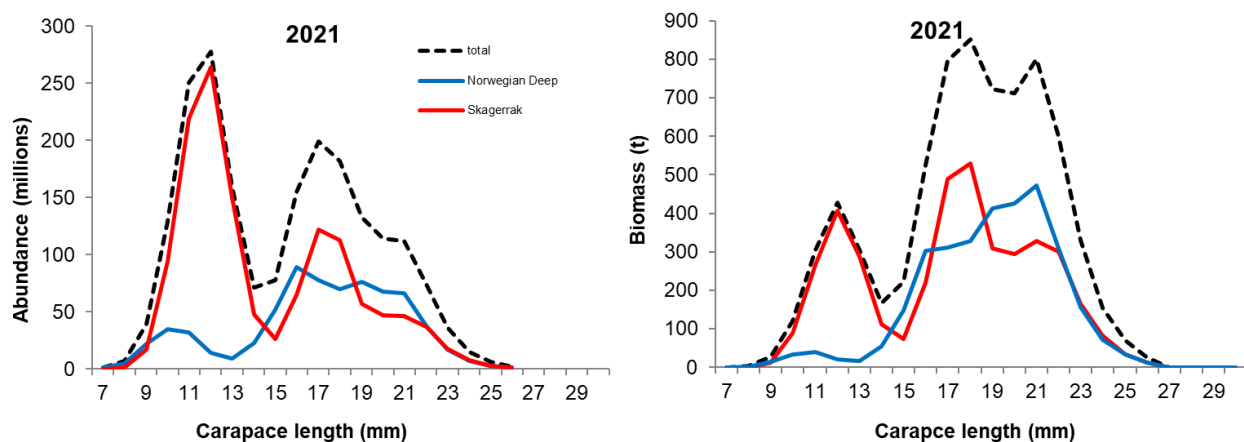 2021
Abundance (millions)
300
250
200
150
100
50
0
total
Norwegian Deep
Skagerrak
7 9 11 13 15 17 19 21 23 25 27 29
Carapace length (mm)
2021
Biomass (t)
900
800
700
600
500
400
300
200
100
0
7 9 11 13 15 17 19 21 23 25 27 29
Carapce length (mm)